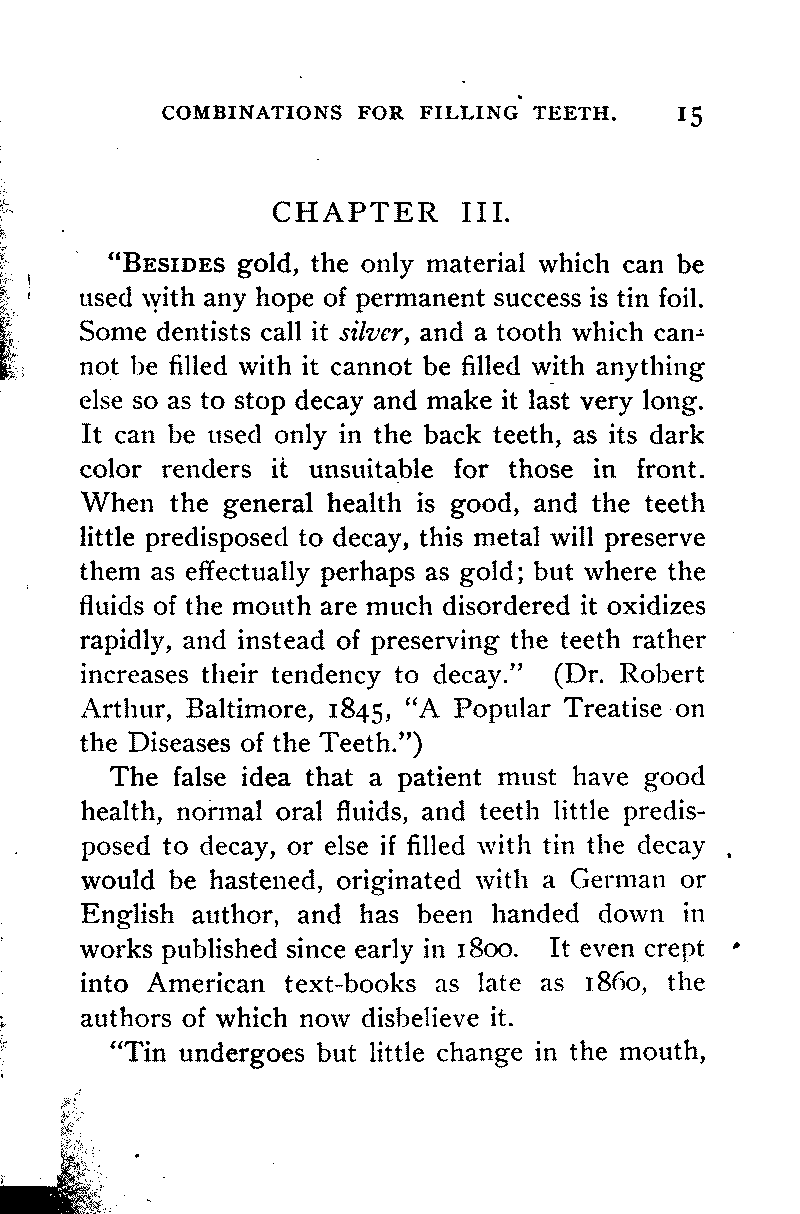 COMBINATIONS FOR FILLING TEETH. 15
CHAPTER III.
“BESIDES gold, the only material which can be
used with any hope of permanent success is tin foil.
Some dentists call it silver, and a tooth which can-
not be filled with it cannot be filled with anything
else so as to stop decay and make it last very long.
It can be used only in the back teeth, as its dark
color renders it unsuitable for those in front.
When the general health is good, and the teeth
little predisposed to decay, this metal will preserve
them as effectually perhaps as gold; but where the
fluids of the mouth are much disordered it oxidizes
rapidly, and instead of preserving the teeth rather
increases their tendency to decay.” (Dr. Robert
Arthur, Baltimore, 1845, “A Popular Treatise on
the Diseases of the Teeth.”)
The false idea that a patient must have good
health, normal oral fluids, and teeth little predis-
posed to decay, or else if filled with tin the decay
would be hastened, originated with a German or
English author, and has been handed down in
works published since early in 1800. It even crept
into American text-books as late as 1860, the
authors of which now disbelieve it.
“Tin undergoes but little change in the mouth,